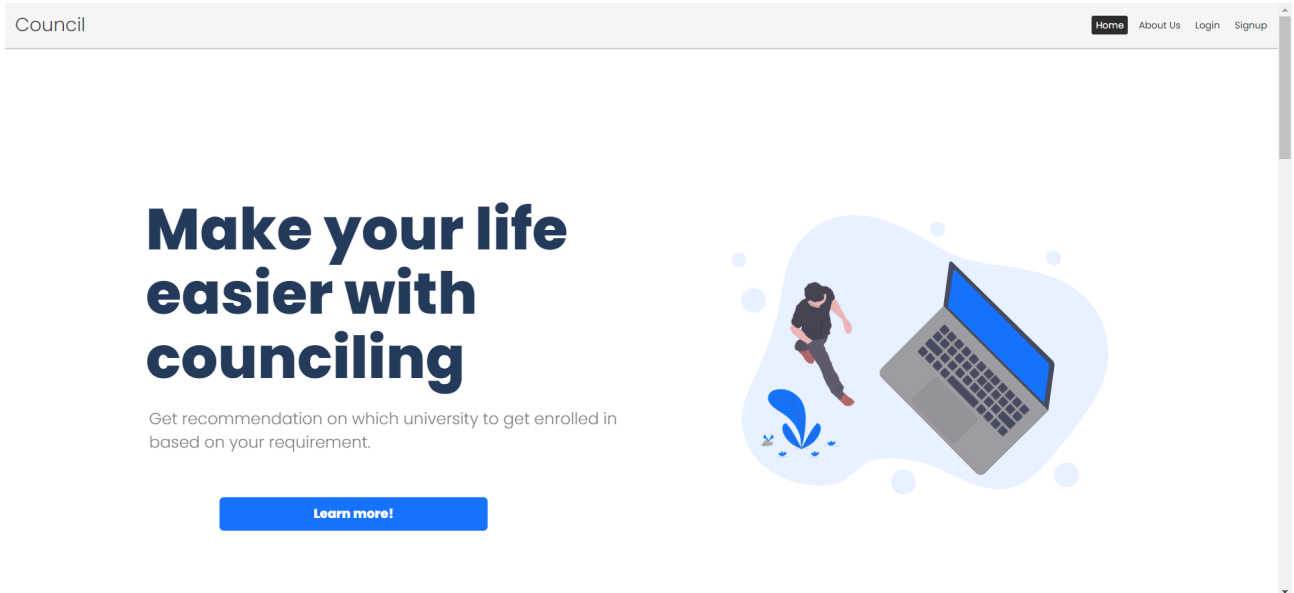 Council
Home About Us Login Signup
Make your life
easier with
counciling
Get recommendation on which university to get enrolled in
based on your requirement.
Learn more!